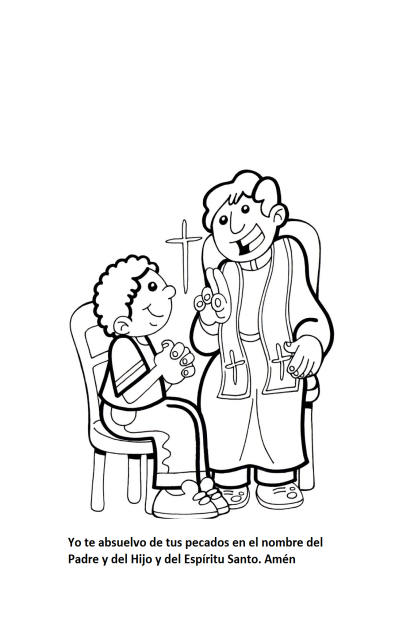 Yo te absuelvo de tus pecados en el nombre del
Padre y del Hijo y del Espíritu Santo. Amén